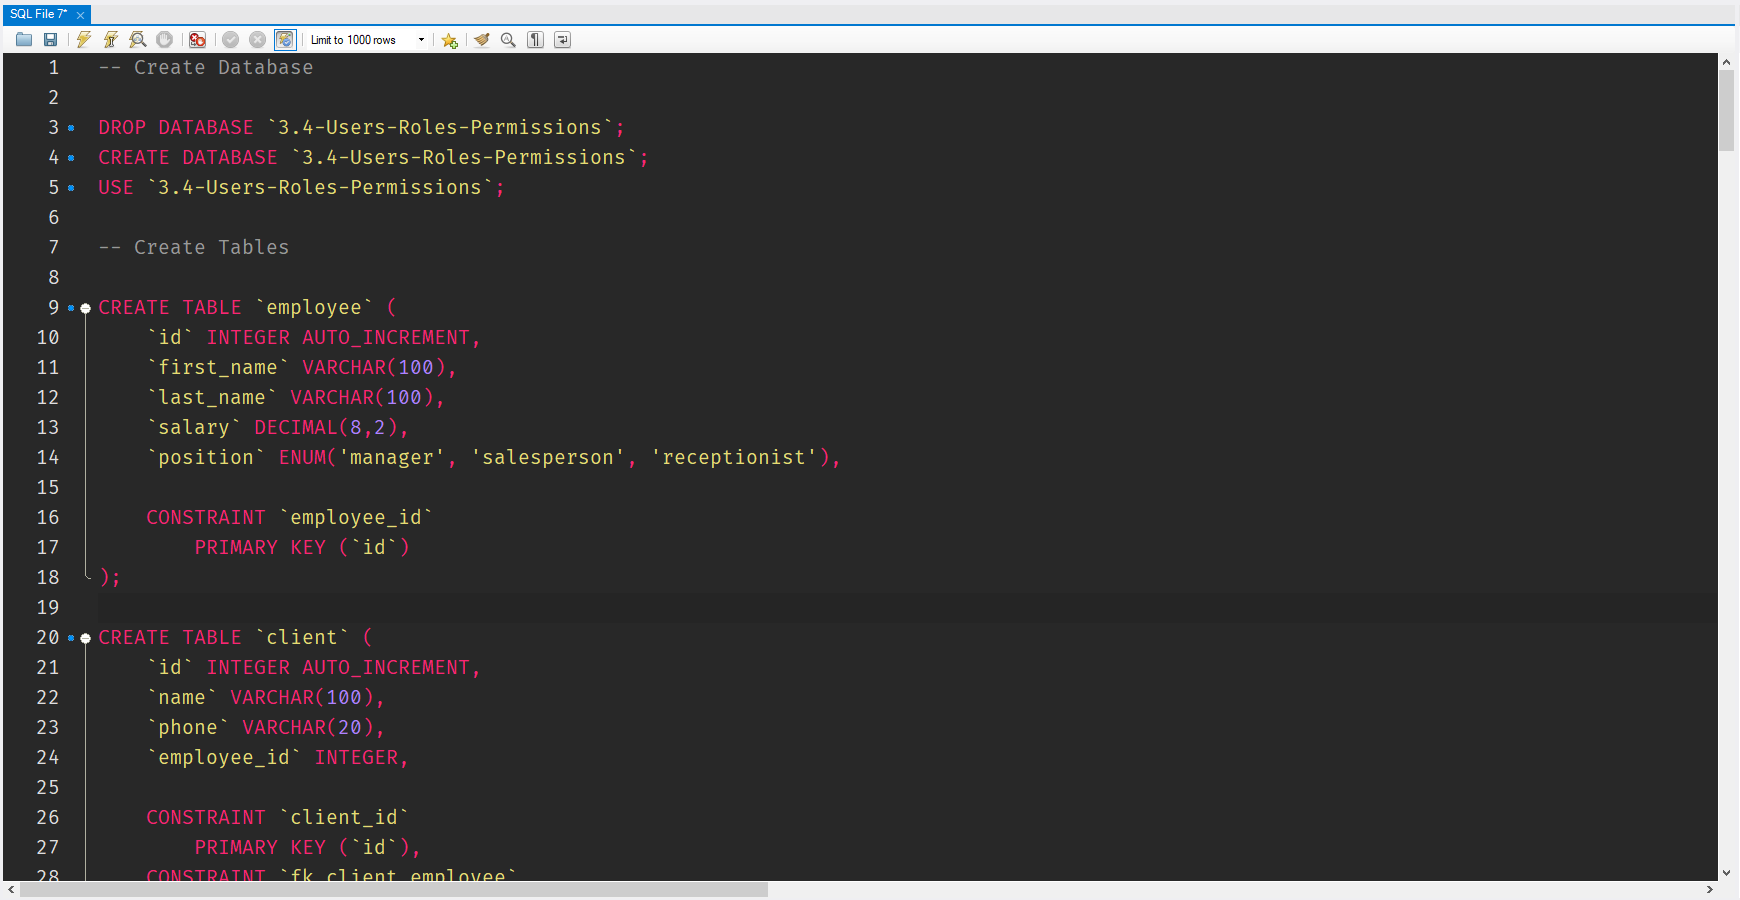 SQL File 7*
Limit to 1000 rows
1 -- Create Database
2
3 DROP DATABASE `3.4-Users-Roles-Permissions`;
4 CREATE DATABASE `3.4-Users-Roles-Permissions`;
5 USE `3.4-Users-Roles-Permissions`;
6
7 -- Create Tables
8
9 CREATE TABLE `employee` (
10     `id` INTEGER AUTO_INCREMENT,
11     `first_name` VARCHAR(100),
12     `last_name` VARCHAR(100),
13     `salary` DECIMAL(8,2),
14     `position` ENUM('manager', 'salesperson', 'receptionist'),
15
16     CONSTRAINT `employee_id`
17         PRIMARY KEY (`id`)
18 );
19
20 CREATE TABLE `client` (
21     `id` INTEGER AUTO_INCREMENT,
22     `name` VARCHAR(100),
23     `phone` VARCHAR(20),
24     `employee_id` INTEGER,
25
26     CONSTRAINT `client_id`
27         PRIMARY KEY (`id`),
28     CONSTRAINT `fk_client_employee`